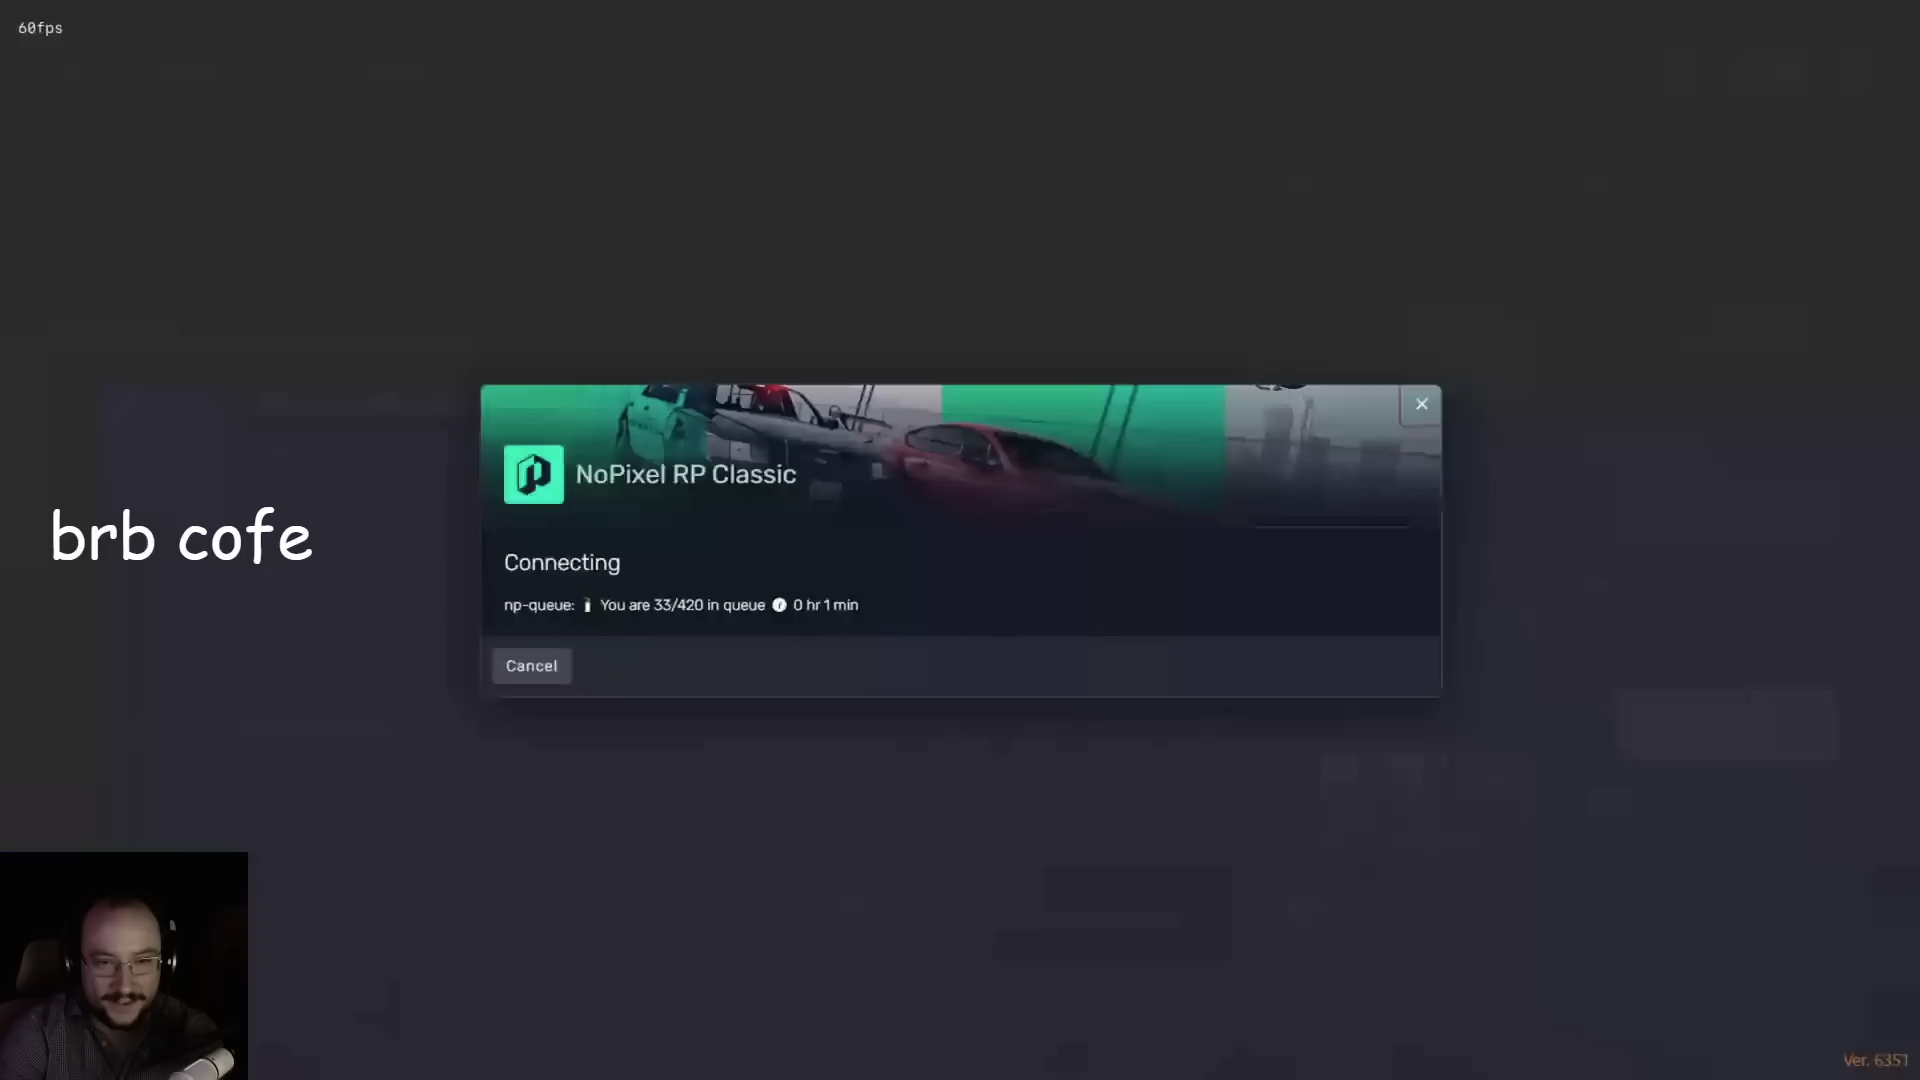 60fps
NoPixel RP Classic
brb cofe
Connecting
np-queue: You are 33/420 in queue 0 hr 1 min
Cancel
Ver. 6351